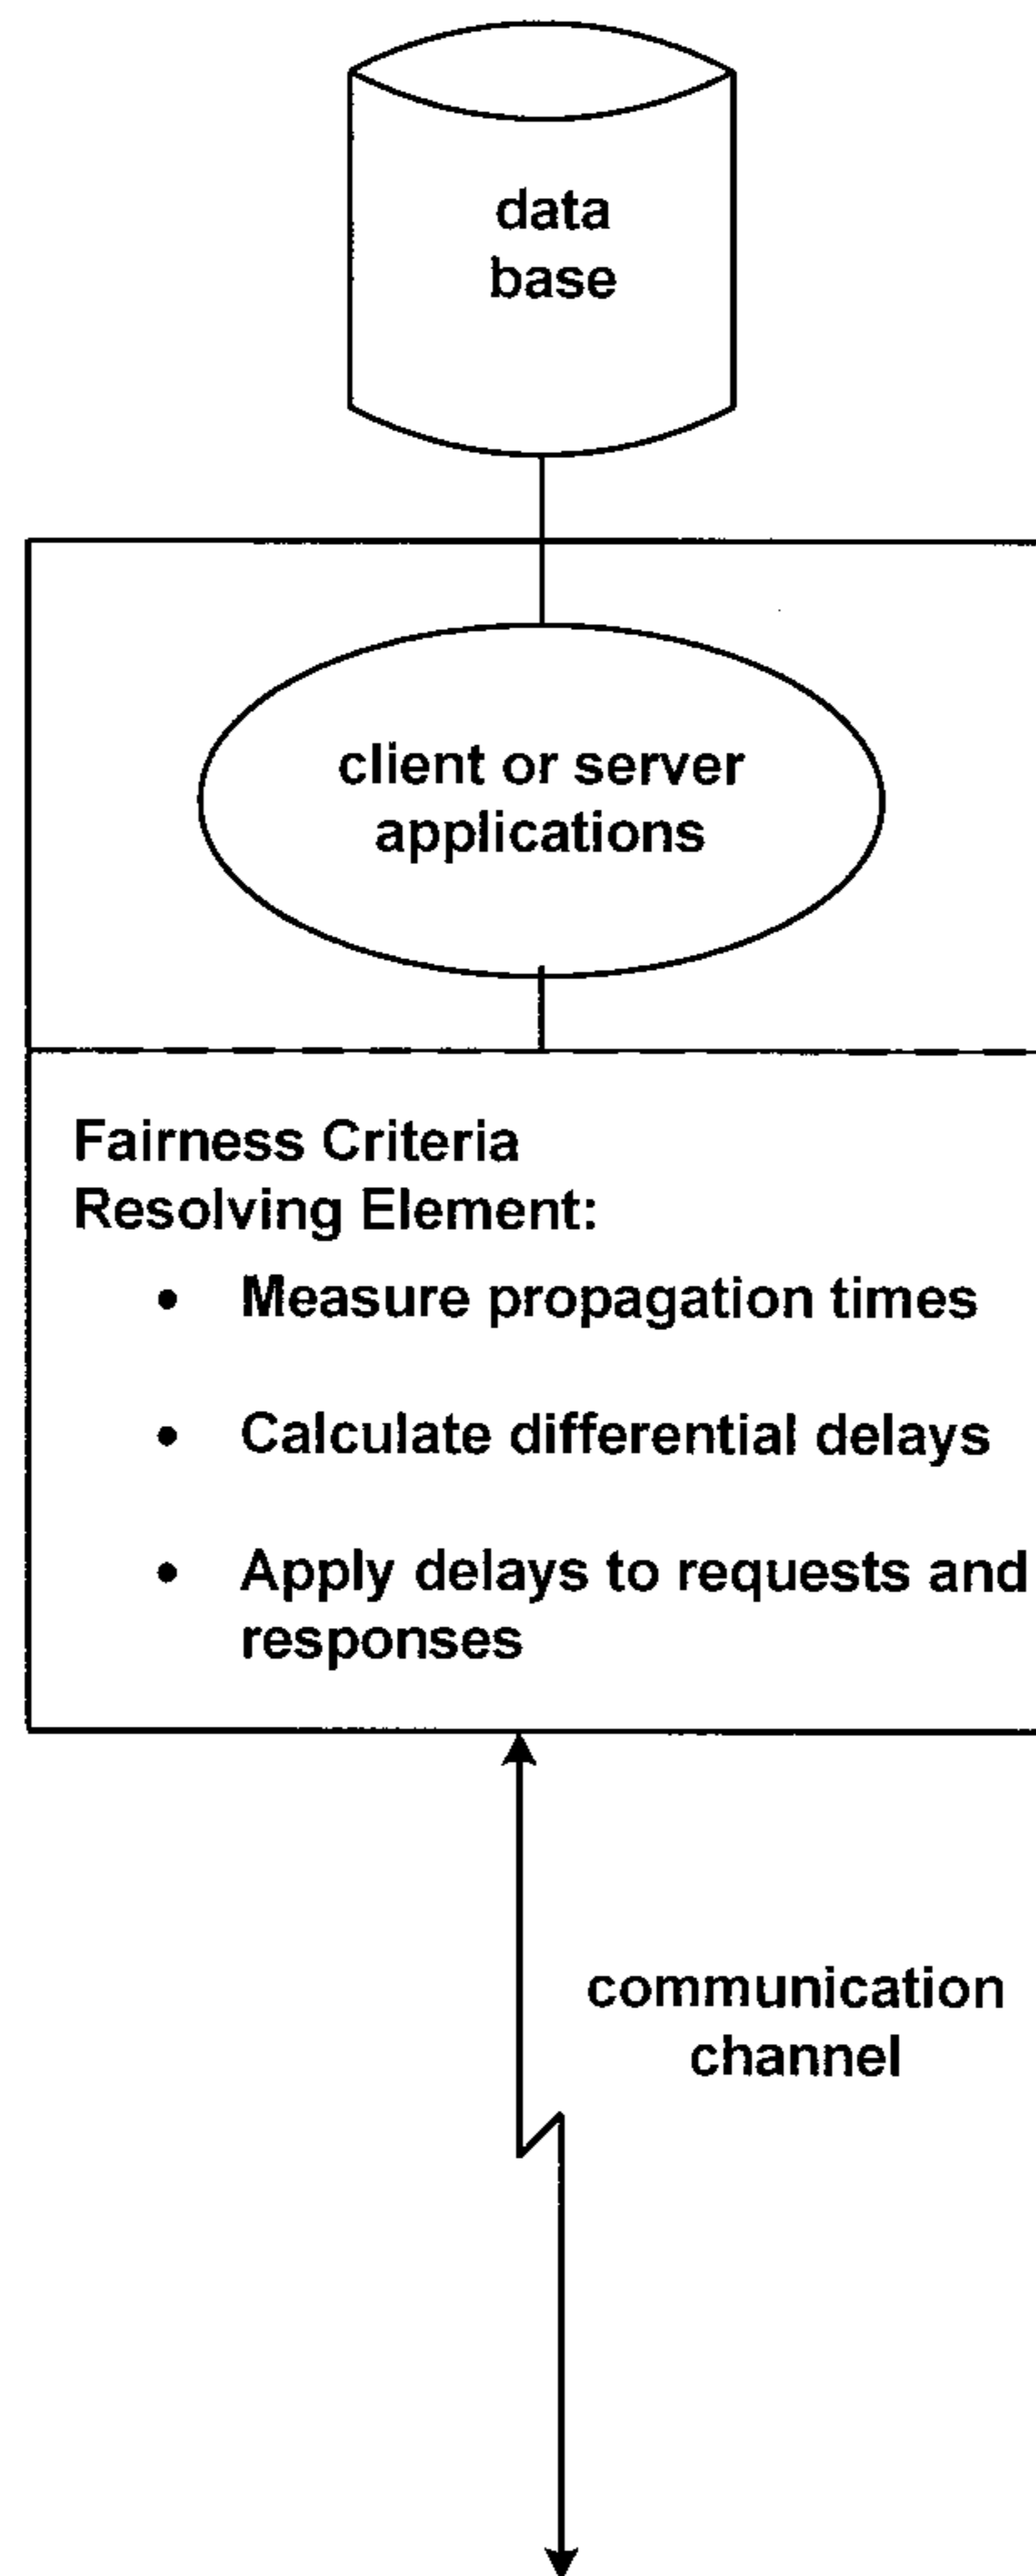 data
base
client or server
applications
Fairness Criteria
Resolving Element:
• Measure propagation times
• Calculate differential delays
• Apply delays to requests and
responses
communication
channel